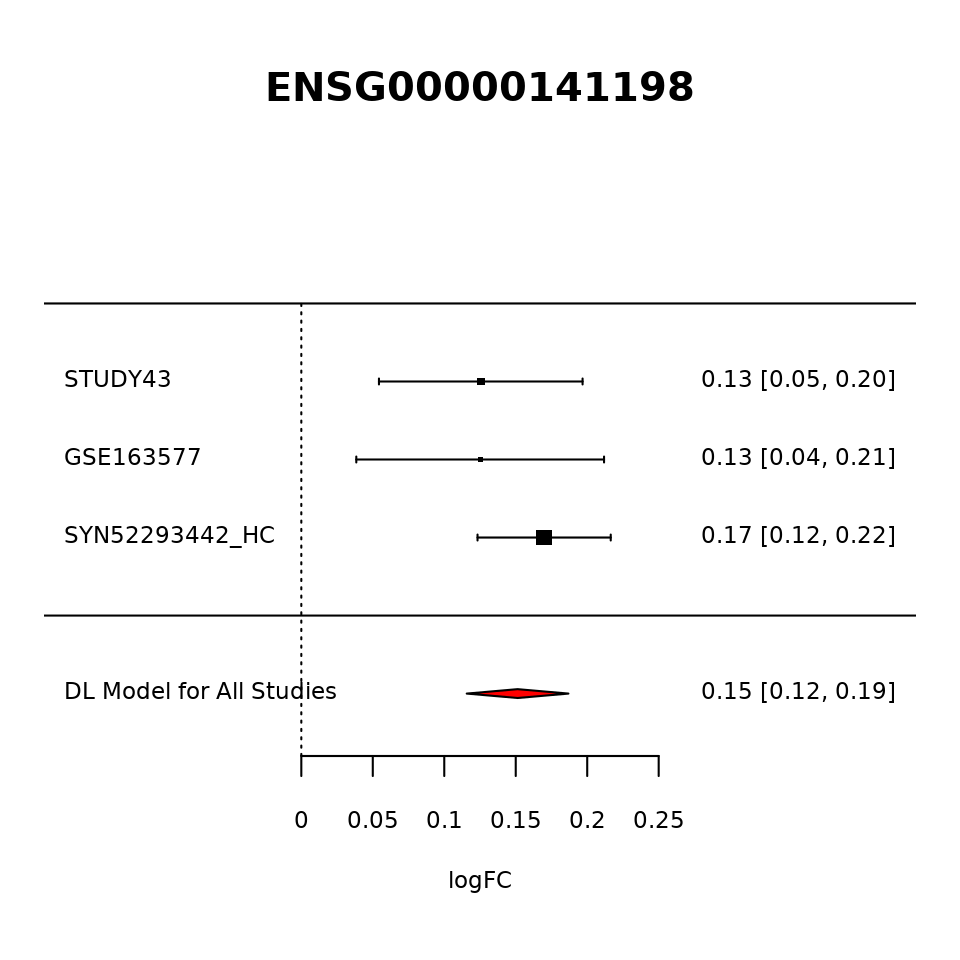 ENSG00000141198
STUDY43 0.13 [0.05, 0.20]
GSE163577 0.13 [0.04, 0.21]
SYN52293442_HC 0.17 [0.12, 0.22]
DL Model for All Studies 0.15 [0.12, 0.19]
0 0.05 0.1 0.15 0.2 0.25
logFC